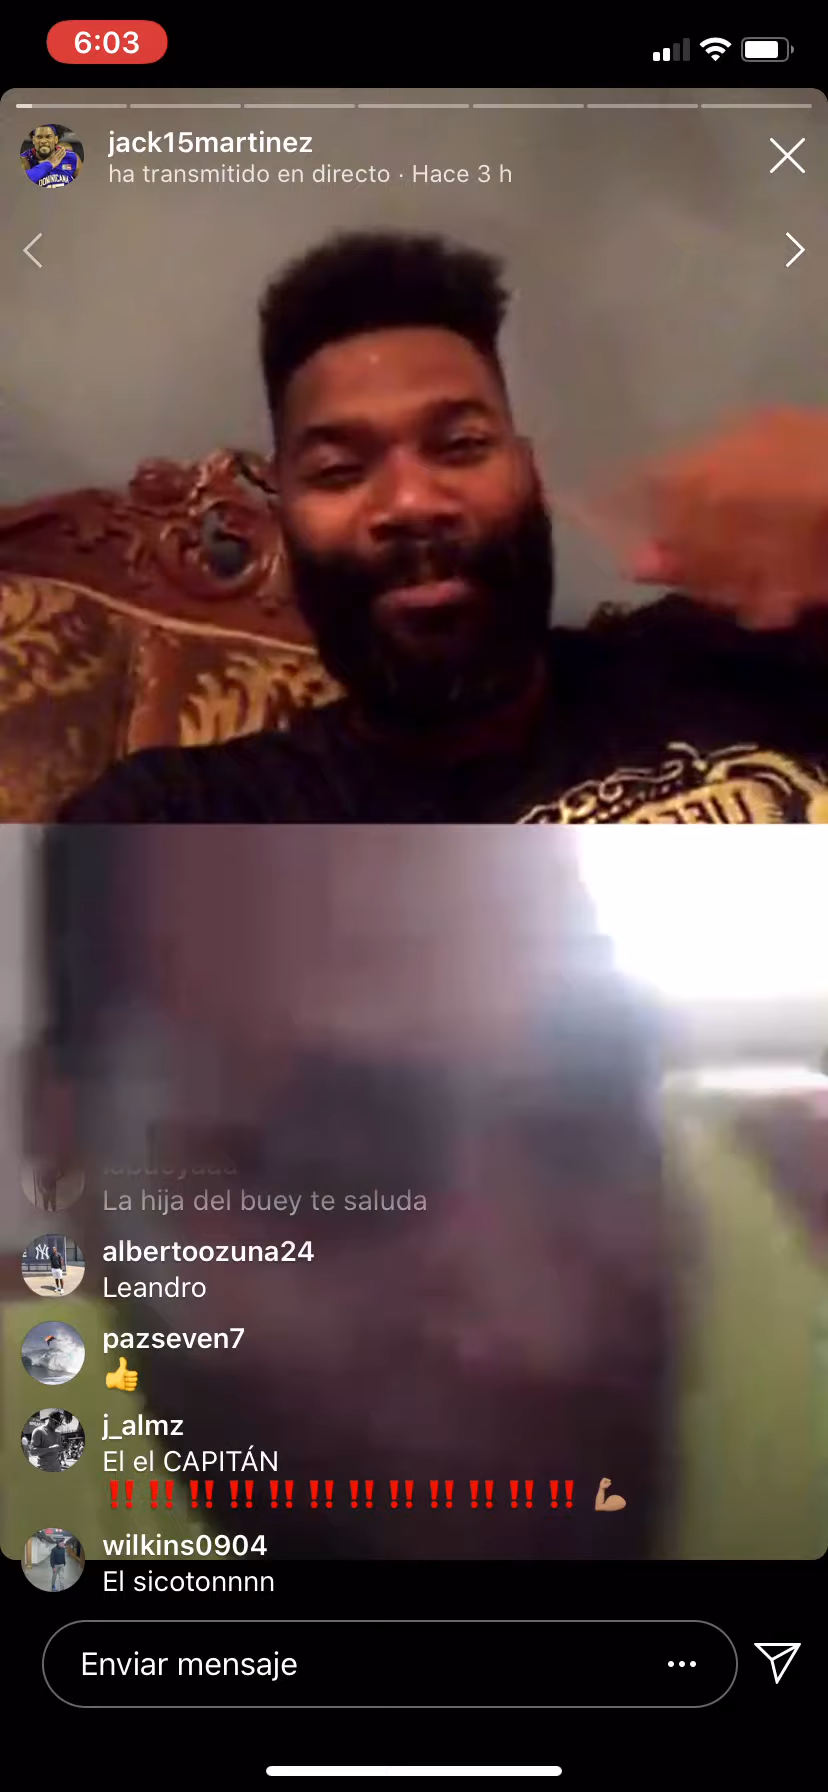 6:03
jack15martinez
ha transmitido en directo · Hace 3 h
La hija del buey te saluda
albertoozuna24
Leandro
pazseven7
👍
j_almz
El el CAPITÁN
‼️‼️‼️‼️‼️‼️‼️‼️‼️‼️‼️‼️💪🏼
wilkins0904
El sicotonnnn
Enviar mensaje